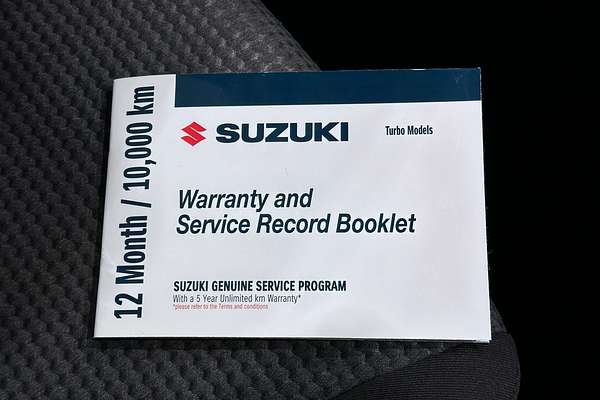 12 Month / 10,000 km
SUZUKI
Turbo Models
Warranty and
Service Record Booklet
SUZUKI GENUINE SERVICE PROGRAM
With a 5 Year Unlimited km Warranty*
*please refer to the Terms and conditions